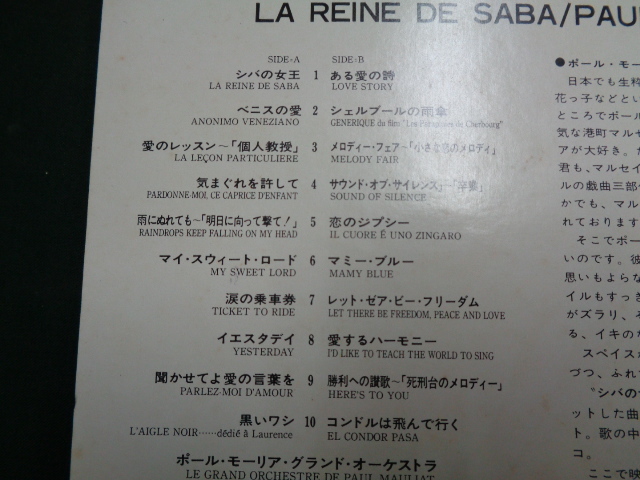 LA REINE DE SABA/PAU
SIDE-A SIDE-B
シバの女王 1 ある愛の詩
LA REINE DE SABA LOVE STORY
ベニスの愛 2 シェルブールの雨傘
ANONIMO VENEZIANO GENERIQUE du film "Les Parapluies de Cherbourg"
愛のレッスン〜「個人教授」 3 メロディー・フェア〜「小さな恋のメロディ」
LA LEÇON PARTICULIERE MELODY FAIR
気まぐれを許して 4 サウンド・オブ・サイレンス〜「卒業」
PARDONNE-MOI, CE CAPRICE D'ENFANT SOUND OF SILENCE
雨にぬれても〜「明日に向って撃て!」 5 恋のジプシー
RAINDROPS KEEP FALLING ON MY HEAD IL CUORE É UNO ZINGARO
マイ・スウィート・ロード 6 マミー・ブルー
MY SWEET LORD MAMY BLUE
涙の乗車券 7 レット・ゼア・ビー・フリーダム
TICKET TO RIDE LET THERE BE FREEDOM, PEACE AND LOVE
イエスタデイ 8 愛するハーモニー
YESTERDAY I'D LIKE TO TEACH THE WORLD TO SING
聞かせてよ愛の言葉を 9 勝利への讃歌〜「死刑台のメロディー」
PARLEZ-MOI D'AMOUR HERE'S TO YOU
黒いワシ 10 コンドルは飛んで行く
L'AIGLE NOIR……dédié à Laurence EL CONDOR PASA
ポール・モーリア・グランド・オーケストラ
LE GRAND ORCHESTRE DE PAUL MAURIAT
●ポール・モー
日本でも生粋
花っ子などとい
ところでポール
気な港町マルセ
アが大好き。だ
君も、マルセイ
ルの戯曲三部
かでも、マル
れております
そこでポー
いのです。彼
思いもよらな
イルもすっき
がズラリ、そ
る、イキのな
スペイスか
づつ、ふれ
"シバの女
ットした曲
ト。歌の中
コ。
ここで映